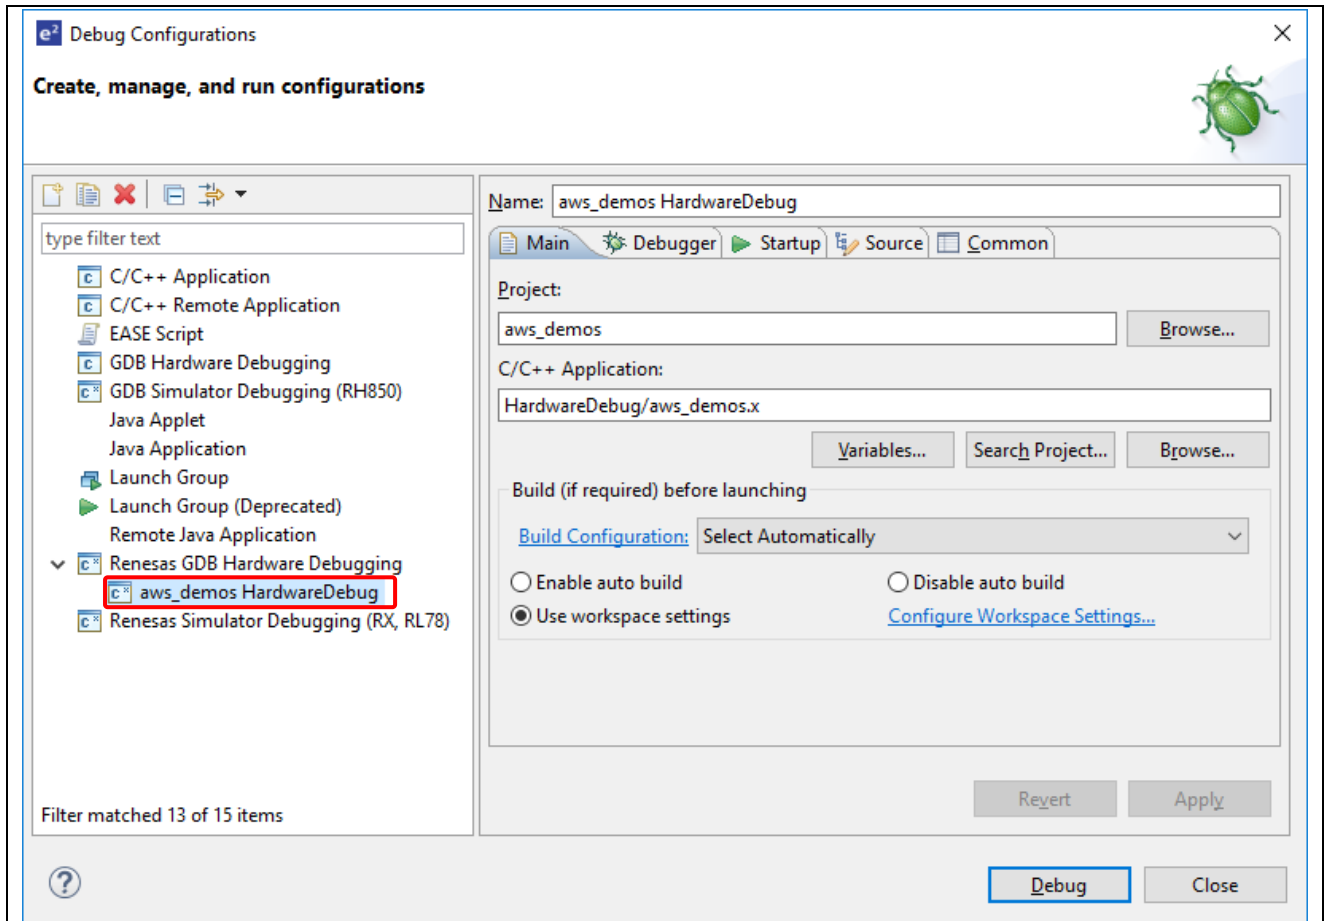 e² Debug Configurations
Create, manage, and run configurations
type filter text
C/C++ Application
C/C++ Remote Application
EASE Script
GDB Hardware Debugging
GDB Simulator Debugging (RH850)
Java Applet
Java Application
Launch Group
Launch Group (Deprecated)
Remote Java Application
Renesas GDB Hardware Debugging
aws_demos HardwareDebug
Renesas Simulator Debugging (RX, RL78)
Filter matched 13 of 15 items
Name: aws_demos HardwareDebug
Main Debugger Startup Source Common
Project:
aws_demos Browse...
C/C++ Application:
HardwareDebug/aws_demos.x
Variables... Search Project... Browse...
Build (if required) before launching
Build Configuration: Select Automatically
Enable auto build Disable auto build
Use workspace settings Configure Workspace Settings...
Revert Apply
? Debug Close